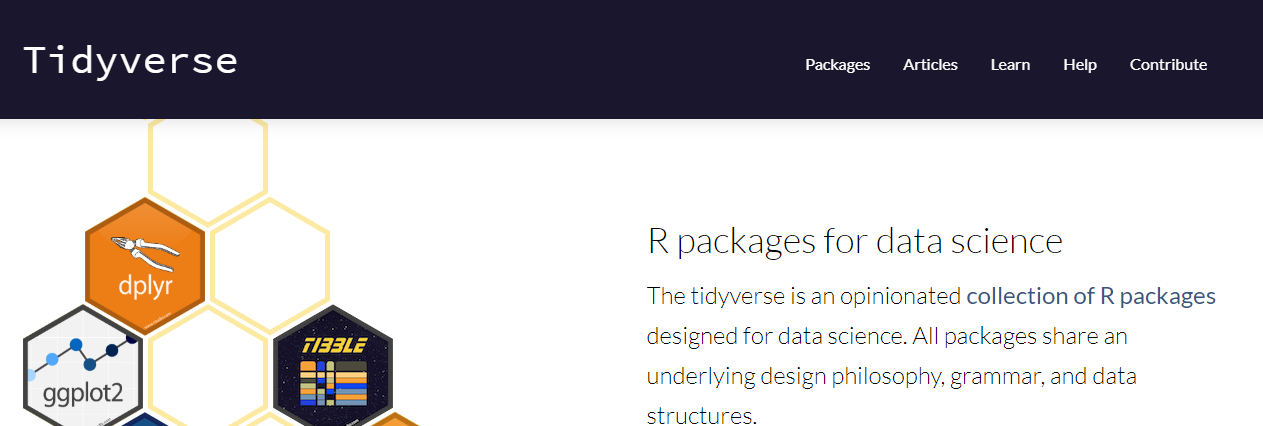 Tidyverse
Packages Articles Learn Help Contribute
dplyr
ggplot2
TIBBLE
R packages for data science
The tidyverse is an opinionated collection of R packages
designed for data science. All packages share an
underlying design philosophy, grammar, and data
structures.